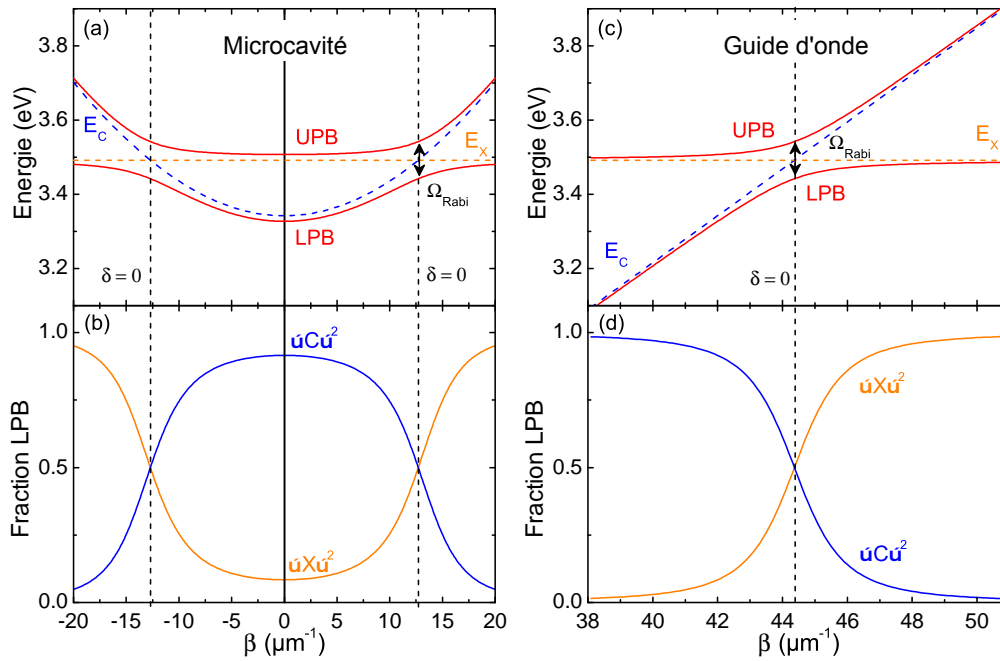 (a)
Microcavité
3.8
3.6
3.4
3.2
Energie (eV)
E_C
UPB
E_X
Ω_Rabi
LPB
δ = 0
δ = 0
(b)
1.0
0.5
0.0
Fraction LPB
úCú²
úXú²
-20 -15 -10 -5 0 5 10 15 20
β (µm⁻¹)
(c)
Guide d'onde
3.8
3.6
3.4
3.2
Energie (eV)
UPB
E_X
Ω_Rabi
LPB
E_C
δ = 0
(d)
1.0
0.5
0.0
Fraction LPB
úXú²
úCú²
38 40 42 44 46 48 50
β (µm⁻¹)